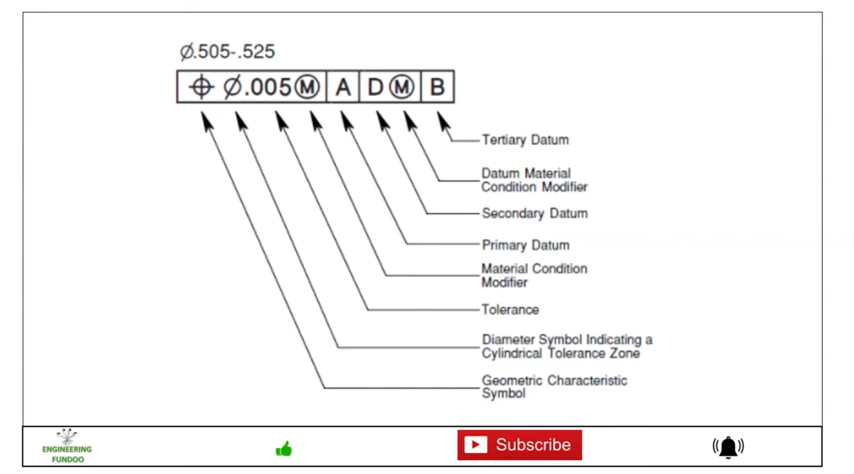 Ø.505-.525
⌖ Ø.005Ⓜ A DⓂ B
Tertiary Datum
Datum Material
Condition Modifier
Secondary Datum
Primary Datum
Material Condition
Modifier
Tolerance
Diameter Symbol Indicating a
Cylindrical Tolerance Zone
Geometric Characteristic
Symbol
ENGINEERING
FUNDOO
Subscribe